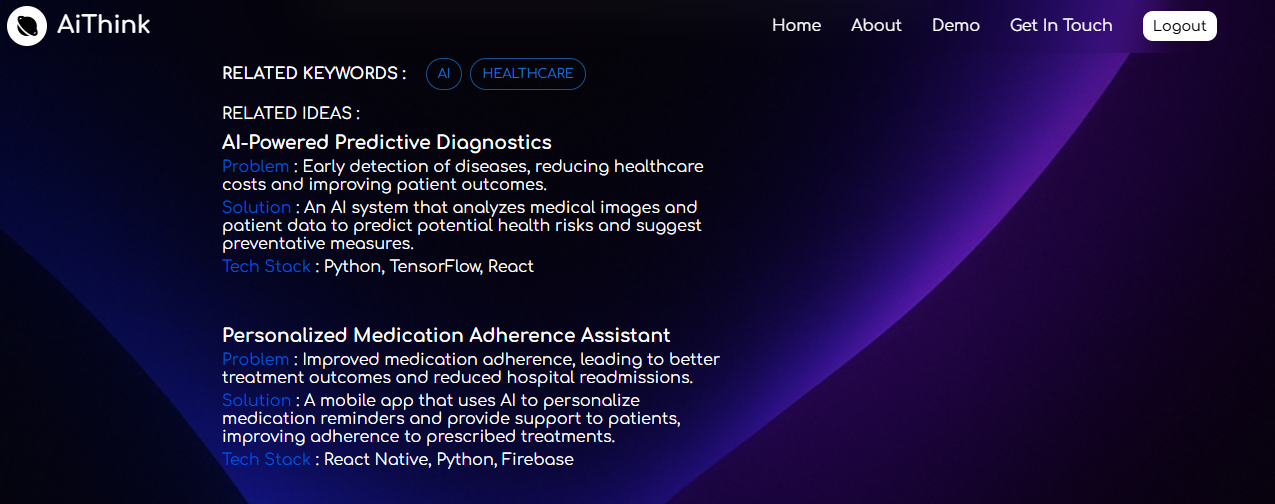 AiThink
Home About Demo Get In Touch Logout
RELATED KEYWORDS : AI HEALTHCARE
RELATED IDEAS :
AI-Powered Predictive Diagnostics
Problem : Early detection of diseases, reducing healthcare
costs and improving patient outcomes.
Solution : An AI system that analyzes medical images and
patient data to predict potential health risks and suggest
preventative measures.
Tech Stack : Python, TensorFlow, React
Personalized Medication Adherence Assistant
Problem : Improved medication adherence, leading to better
treatment outcomes and reduced hospital readmissions.
Solution : A mobile app that uses AI to personalize
medication reminders and provide support to patients,
improving adherence to prescribed treatments.
Tech Stack : React Native, Python, Firebase